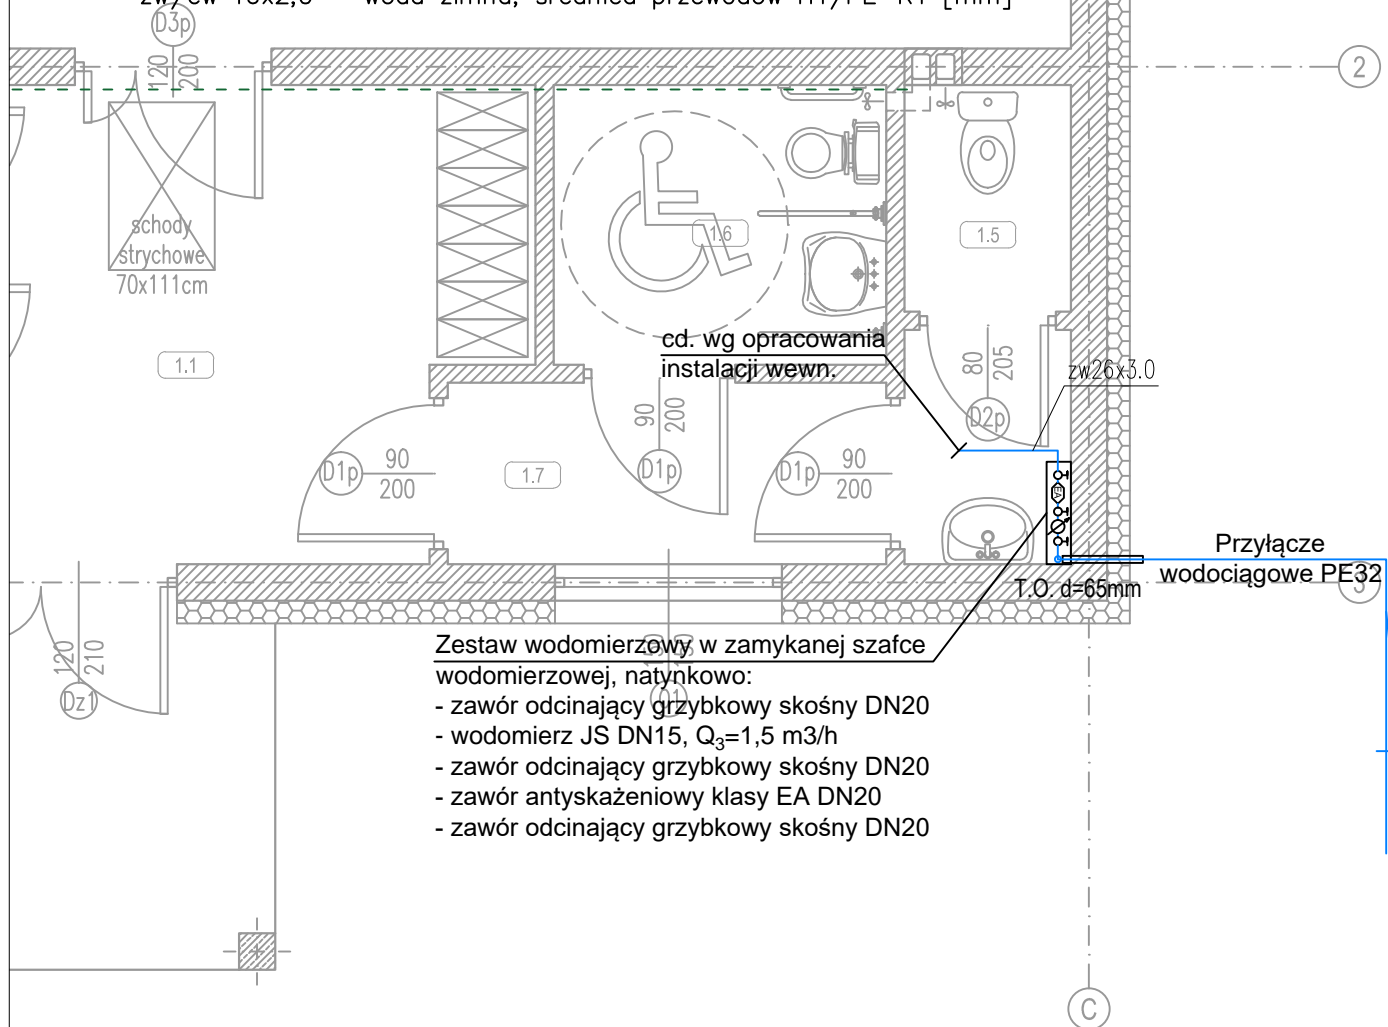 D3p
120
200
2
schody
strychowe
70x111cm
1.6
1.5
cd. wg opracowania
instalacji wewn.
1.1
80
205
zw26x3.0
D2p
90
200
D1p
D1p
90
200
1.7
D1p
90
200
EA
Przyłącze
wodociągowe PE32
3
T.O. d=65mm
Zestaw wodomierzowy w zamykanej szafce
wodomierzowej, natynkowo:
- zawór odcinający grzybkowy skośny DN20
- wodomierz JS DN15, Q₃=1,5 m3/h
- zawór odcinający grzybkowy skośny DN20
- zawór antyskażeniowy klasy EA DN20
- zawór odcinający grzybkowy skośny DN20
120
210
Dz1
O1
C